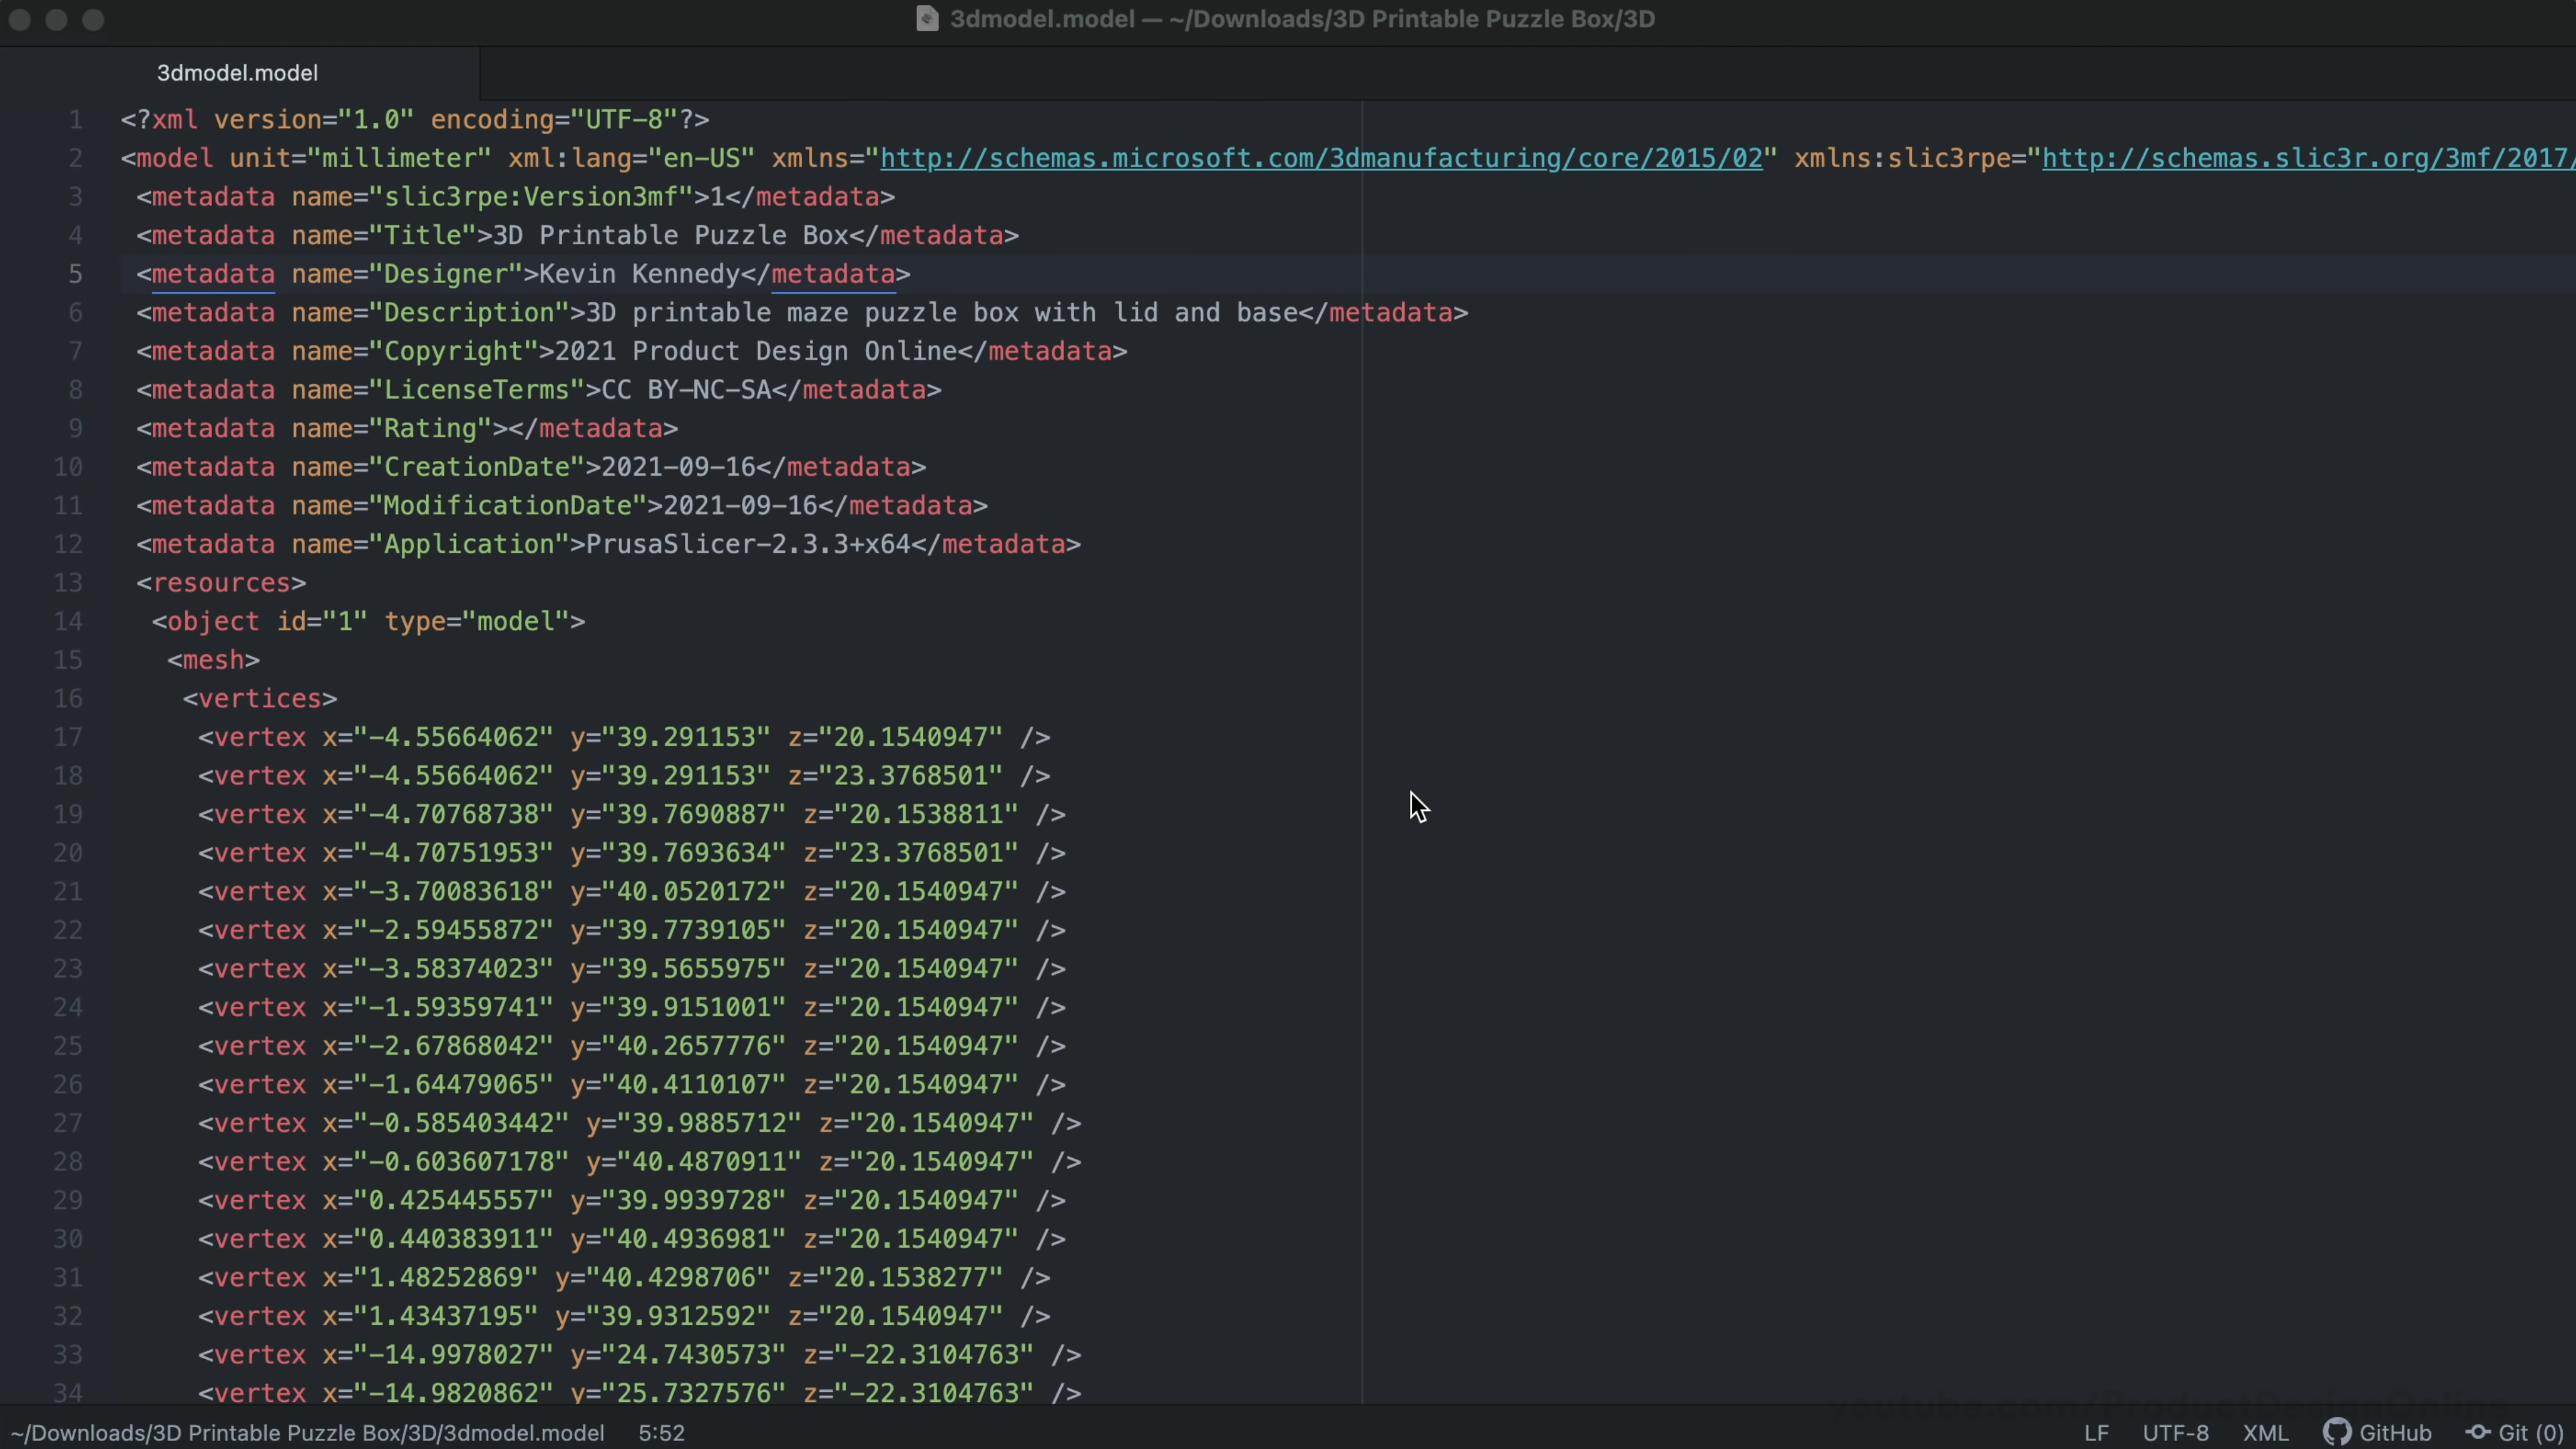 3dmodel.model — ~/Downloads/3D Printable Puzzle Box/3D
3dmodel.model
1 <?xml version="1.0" encoding="UTF-8"?>
2 <model unit="millimeter" xml:lang="en-US" xmlns="http://schemas.microsoft.com/3dmanufacturing/core/2015/02" xmlns:slic3rpe="http://schemas.slic3r.org/3mf/2017/
3 <metadata name="slic3rpe:Version3mf">1</metadata>
4 <metadata name="Title">3D Printable Puzzle Box</metadata>
5 <metadata name="Designer">Kevin Kennedy</metadata>
6 <metadata name="Description">3D printable maze puzzle box with lid and base</metadata>
7 <metadata name="Copyright">2021 Product Design Online</metadata>
8 <metadata name="LicenseTerms">CC BY-NC-SA</metadata>
9 <metadata name="Rating"></metadata>
10 <metadata name="CreationDate">2021-09-16</metadata>
11 <metadata name="ModificationDate">2021-09-16</metadata>
12 <metadata name="Application">PrusaSlicer-2.3.3+x64</metadata>
13 <resources>
14 <object id="1" type="model">
15 <mesh>
16 <vertices>
17 <vertex x="-4.55664062" y="39.291153" z="20.1540947" />
18 <vertex x="-4.55664062" y="39.291153" z="23.3768501" />
19 <vertex x="-4.70768738" y="39.7690887" z="20.1538811" />
20 <vertex x="-4.70751953" y="39.7693634" z="23.3768501" />
21 <vertex x="-3.70083618" y="40.0520172" z="20.1540947" />
22 <vertex x="-2.59455872" y="39.7739105" z="20.1540947" />
23 <vertex x="-3.58374023" y="39.5655975" z="20.1540947" />
24 <vertex x="-1.59359741" y="39.9151001" z="20.1540947" />
25 <vertex x="-2.67868042" y="40.2657776" z="20.1540947" />
26 <vertex x="-1.64479065" y="40.4110107" z="20.1540947" />
27 <vertex x="-0.585403442" y="39.9885712" z="20.1540947" />
28 <vertex x="-0.603607178" y="40.4870911" z="20.1540947" />
29 <vertex x="0.425445557" y="39.9939728" z="20.1540947" />
30 <vertex x="0.440383911" y="40.4936981" z="20.1540947" />
31 <vertex x="1.48252869" y="40.4298706" z="20.1538277" />
32 <vertex x="1.43437195" y="39.9312592" z="20.1540947" />
33 <vertex x="-14.9978027" y="24.7430573" z="-22.3104763" />
34 <vertex x="-14.9820862" y="25.7327576" z="-22.3104763" />
youtube.com/ProductDesignOnline
~/Downloads/3D Printable Puzzle Box/3D/3dmodel.model 5:52 LF UTF-8 XML GitHub Git (0)